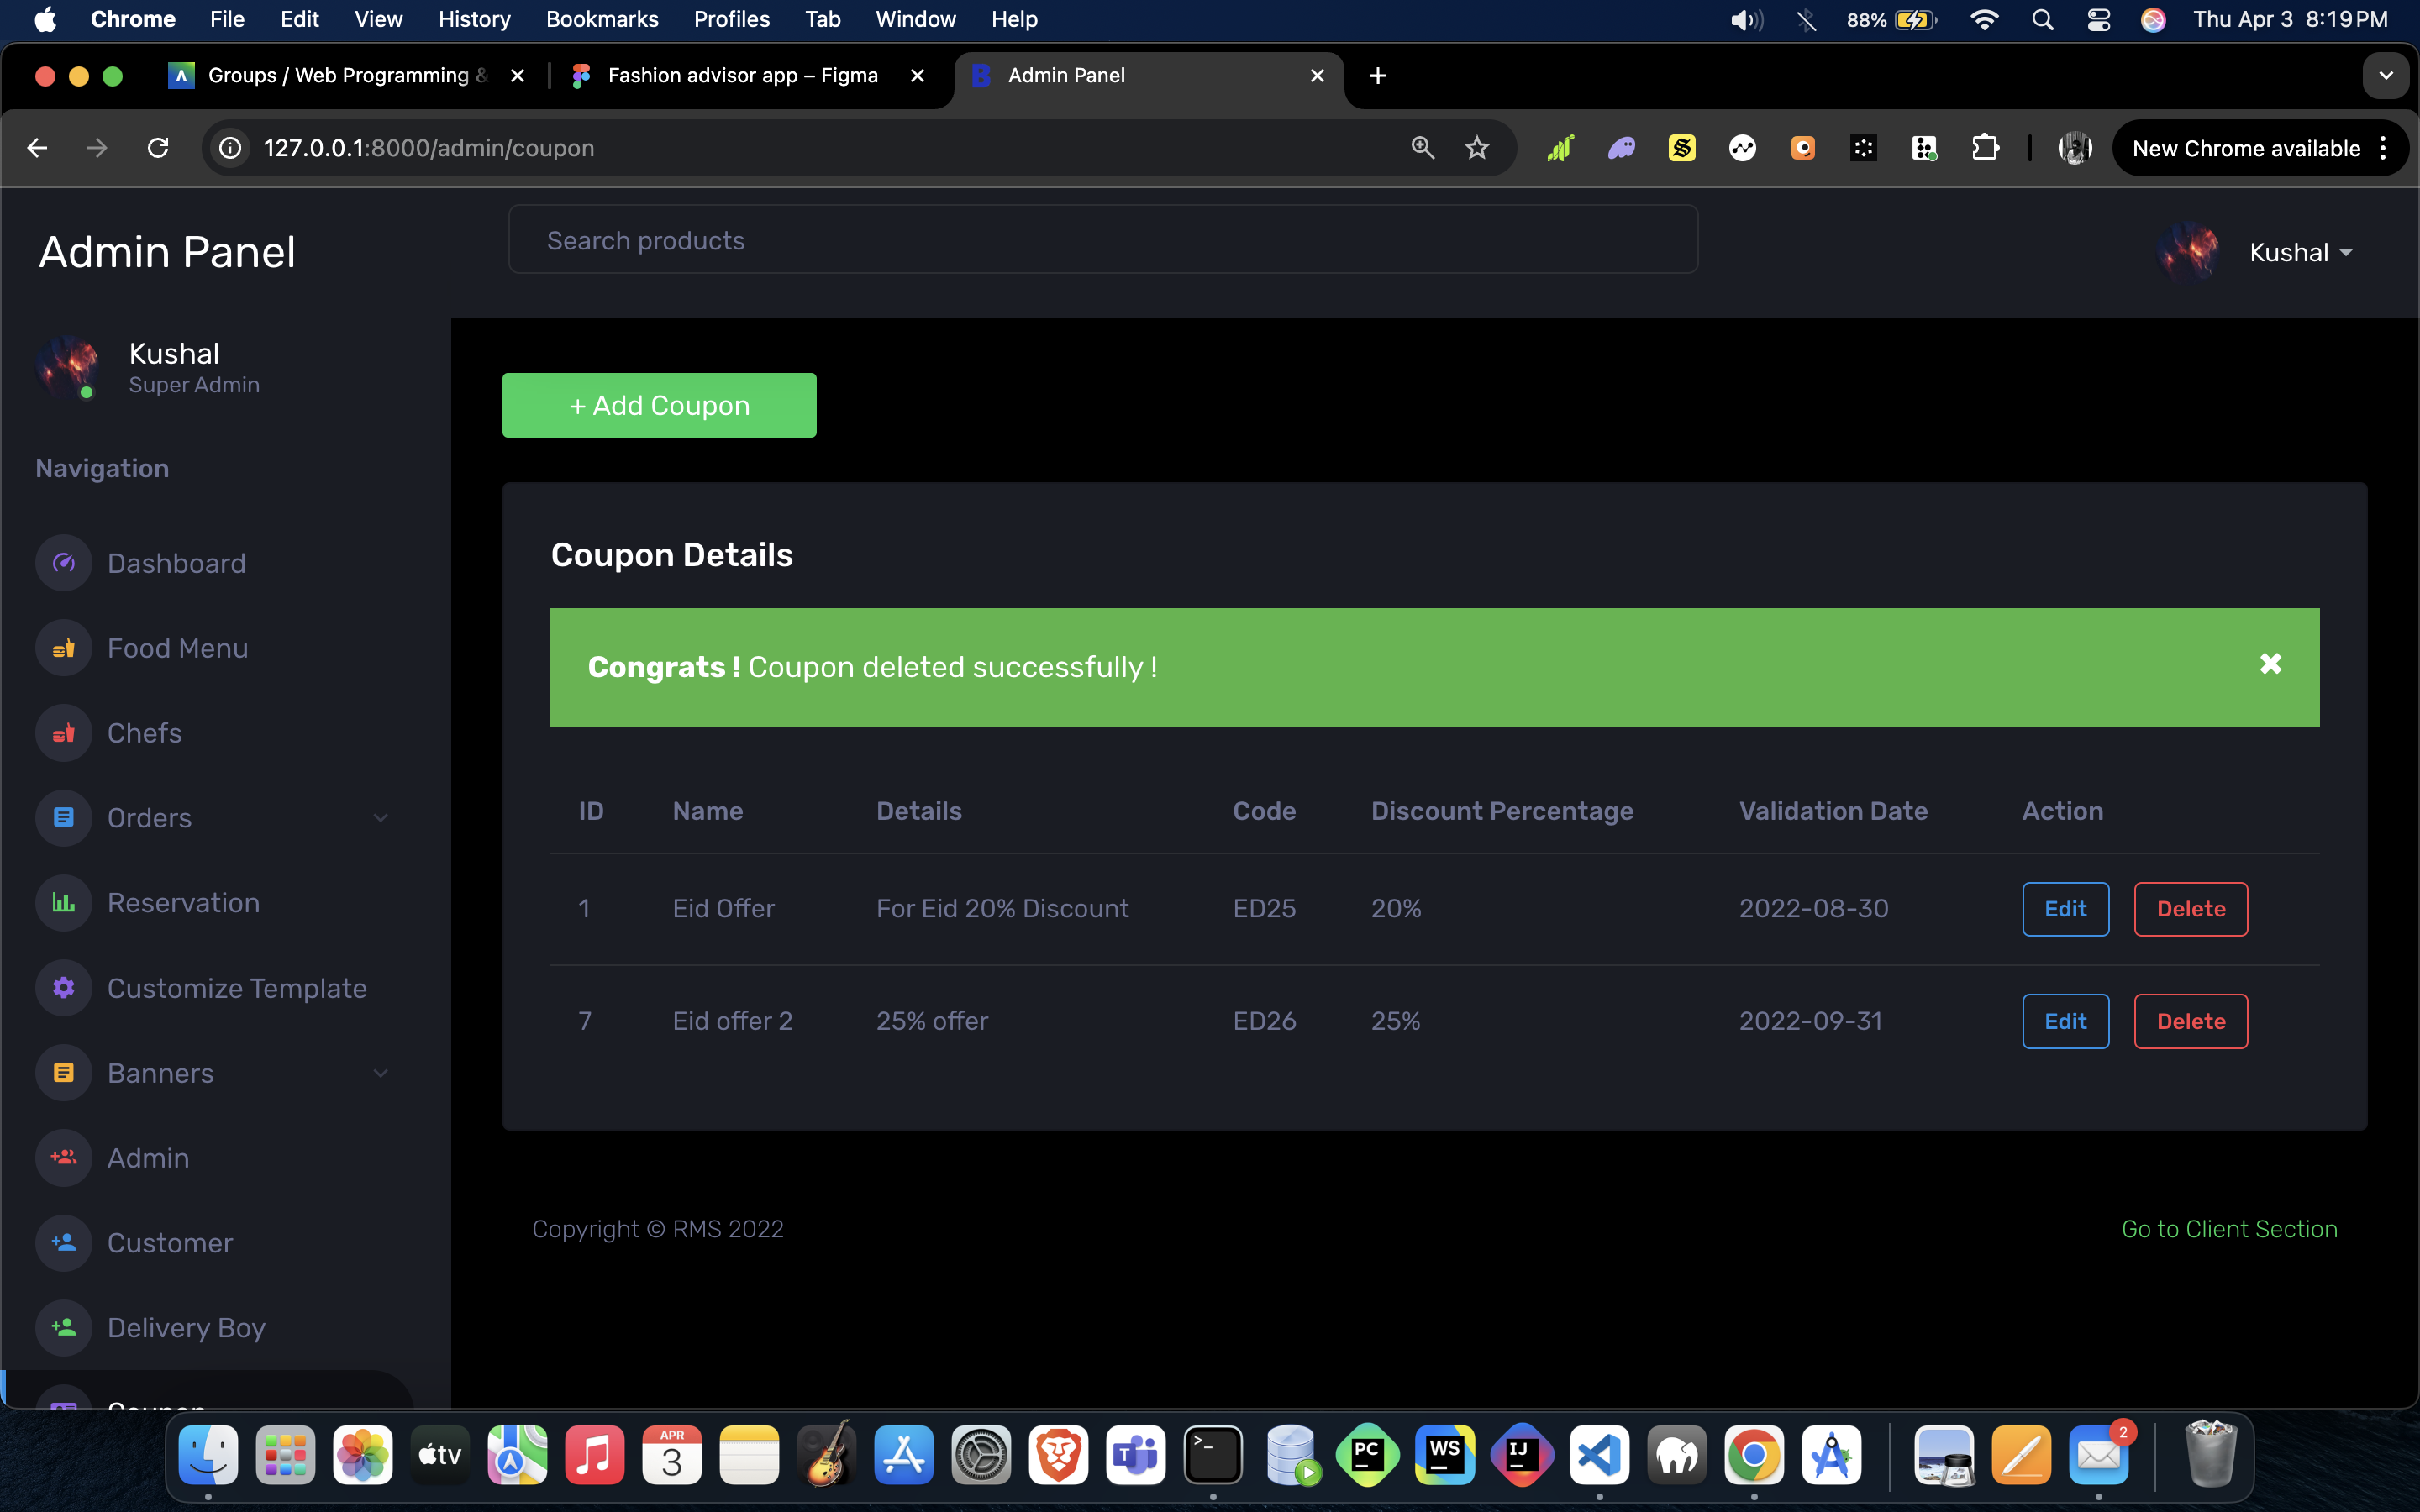 Chrome File Edit View History Bookmarks Profiles Tab Window Help 88% Thu Apr 3 8:19 PM
Groups / Web Programming & Fashion advisor app – Figma Admin Panel
127.0.0.1:8000/admin/coupon New Chrome available
Admin Panel Search products Kushal
Kushal
Super Admin
+ Add Coupon
Navigation
Dashboard
Food Menu
Chefs
Orders
Reservation
Customize Template
Banners
Admin
Customer
Delivery Boy
Coupon
Coupon Details
Congrats ! Coupon deleted successfully !
ID Name Details Code Discount Percentage Validation Date Action
1 Eid Offer For Eid 20% Discount ED25 20% 2022-08-30 Edit Delete
7 Eid offer 2 25% offer ED26 25% 2022-09-31 Edit Delete
Copyright © RMS 2022 Go to Client Section
tv APR 3 T >_ PC WS IJ 2